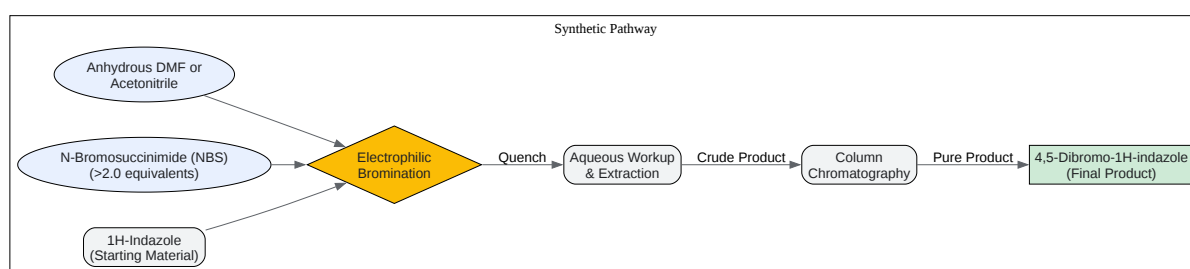 Synthetic Pathway
Anhydrous DMF or
Acetonitrile
N-Bromosuccinimide (NBS)
(>2.0 equivalents)
1H-Indazole
(Starting Material)
Electrophilic
Bromination
Quench
Aqueous Workup
& Extraction
Crude Product
Column
Chromatography
Pure Product
4,5-Dibromo-1H-indazole
(Final Product)